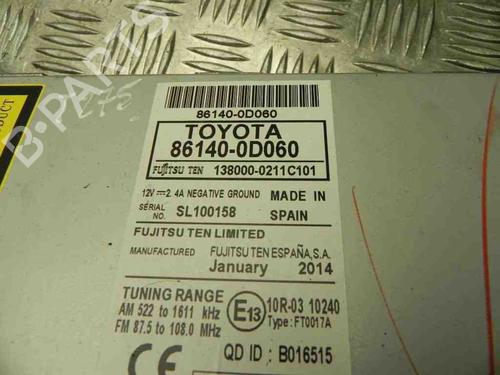 B-PARTS
DUCT
275
86140-0D060
TOYOTA
86140-0D060
FUJITSU TEN 138000-0211C101
12V⎓2.4A NEGATIVE GROUND MADE IN
SERIAL NO. SL100158 SPAIN
FUJITSU TEN LIMITED
MANUFACTURED FUJITSU TEN ESPAÑA,S.A.
January 2014
TUNING RANGE
AM 522 to 1611 kHz
FM 87.5 to 108.0 MHz
E13 10R-03 10240
Type: FT0017A
QD ID : B016515
CE